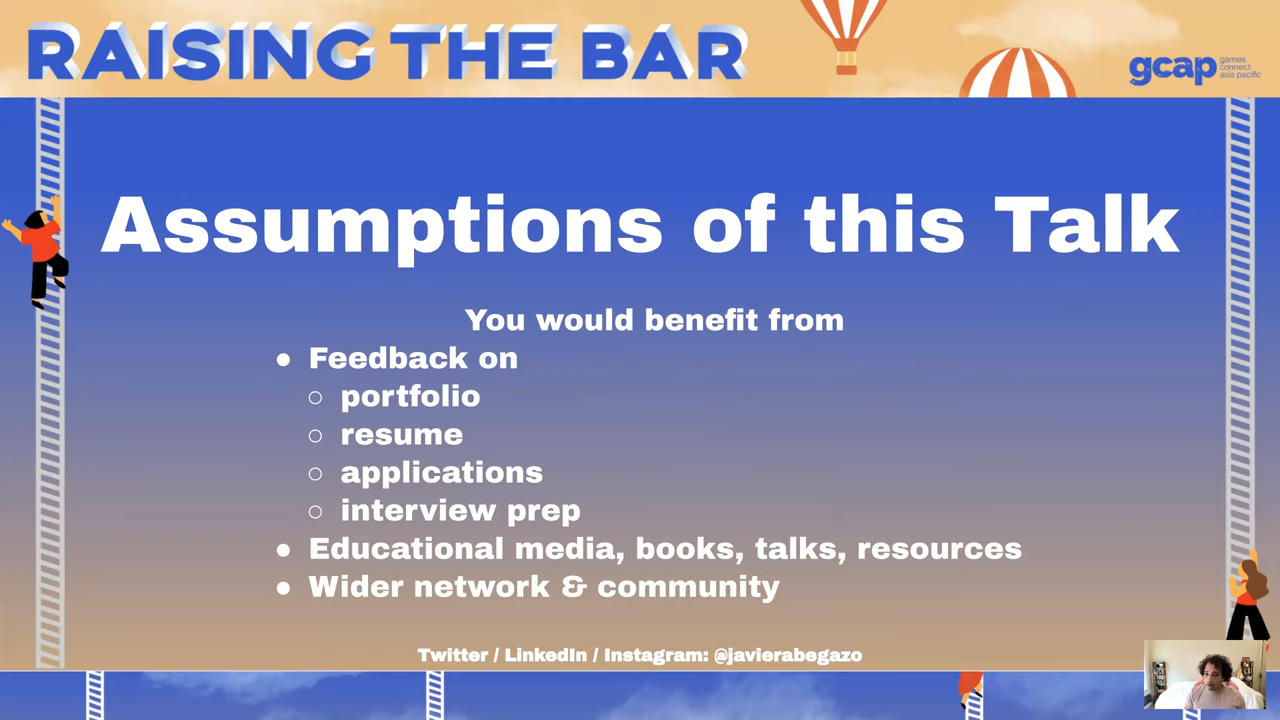 RAISING THE BAR
gcap games
connect
asia pacific
Assumptions of this Talk
You would benefit from
● Feedback on
○ portfolio
○ resume
○ applications
○ interview prep
● Educational media, books, talks, resources
● Wider network & community
Twitter / LinkedIn / Instagram: @javierabegazo